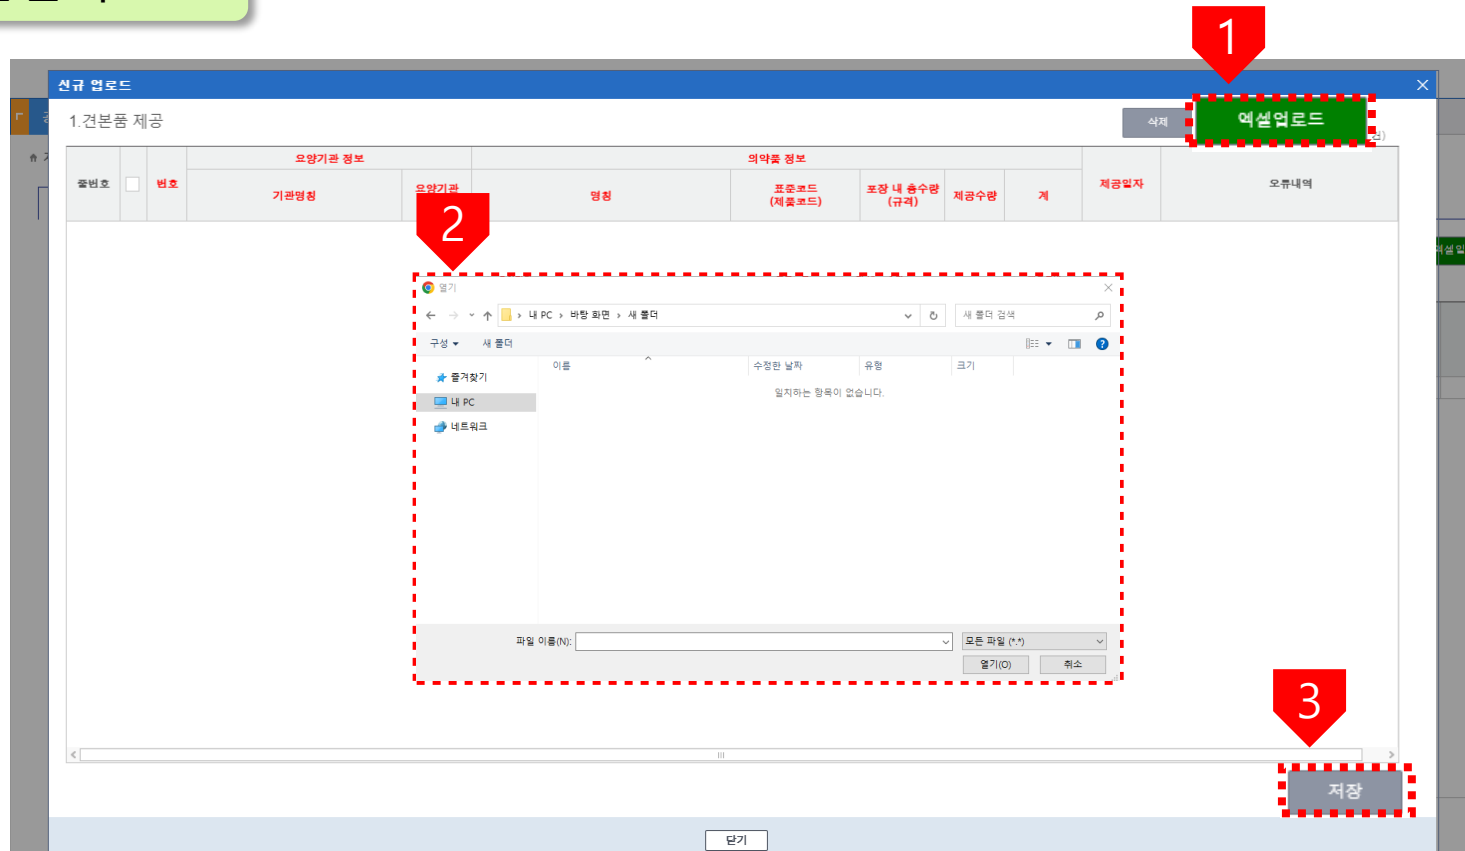 1
신규 업로드
1.견본품 제공
삭제
엑셀업로드
줄번호
번호
요양기관 정보
의약품 정보
제공일자
오류내역
기관명칭
요양기관
명칭
표준코드
(제품코드)
포장 내 총수량
(규격)
제공수량
계
2
열기
내 PC › 바탕 화면 › 새 폴더
새 폴더 검색
구성
새 폴더
이름
수정한 날짜
유형
크기
즐겨찾기
일치하는 항목이 없습니다.
내 PC
네트워크
파일 이름(N):
모든 파일 (*.*)
열기(O)
취소
3
저장
닫기